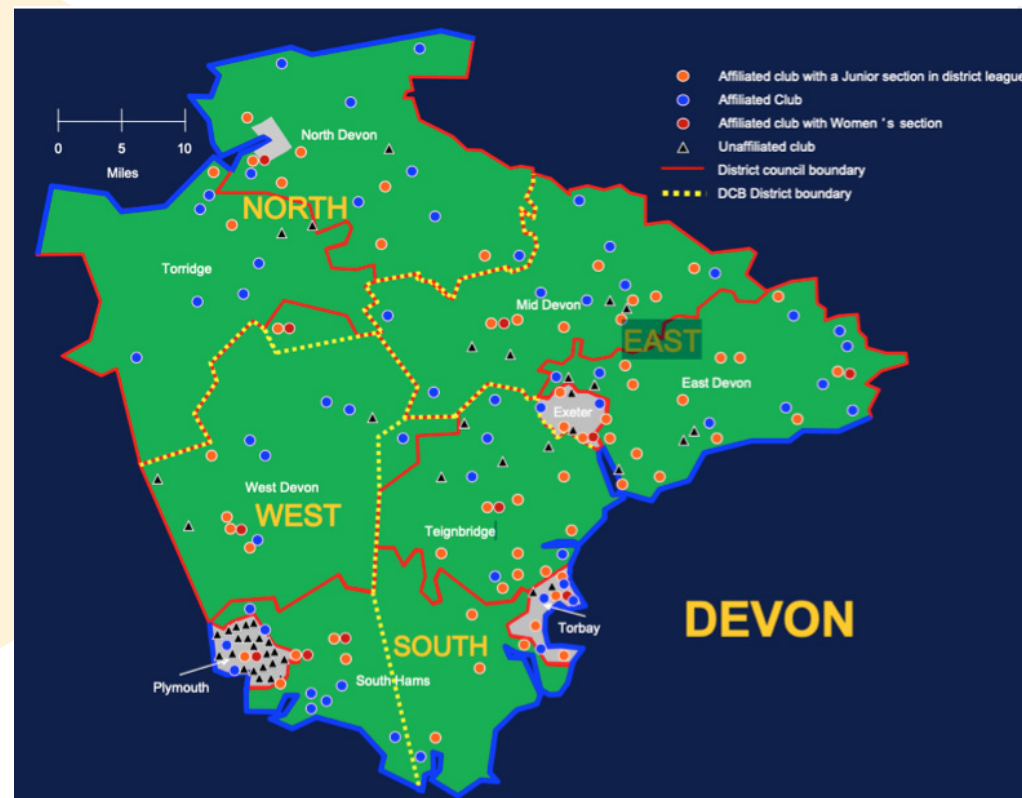 Affiliated club with a Junior section in district league
Affiliated Club
Affiliated club with Women 's section
Unaffiliated club
District council boundary
DCB District boundary
0 5 10
Miles
North Devon
NORTH
Torridge
Mid Devon
EAST
East Devon
Exeter
West Devon
WEST
Teignbridge
DEVON
Torbay
SOUTH
South Hams
Plymouth